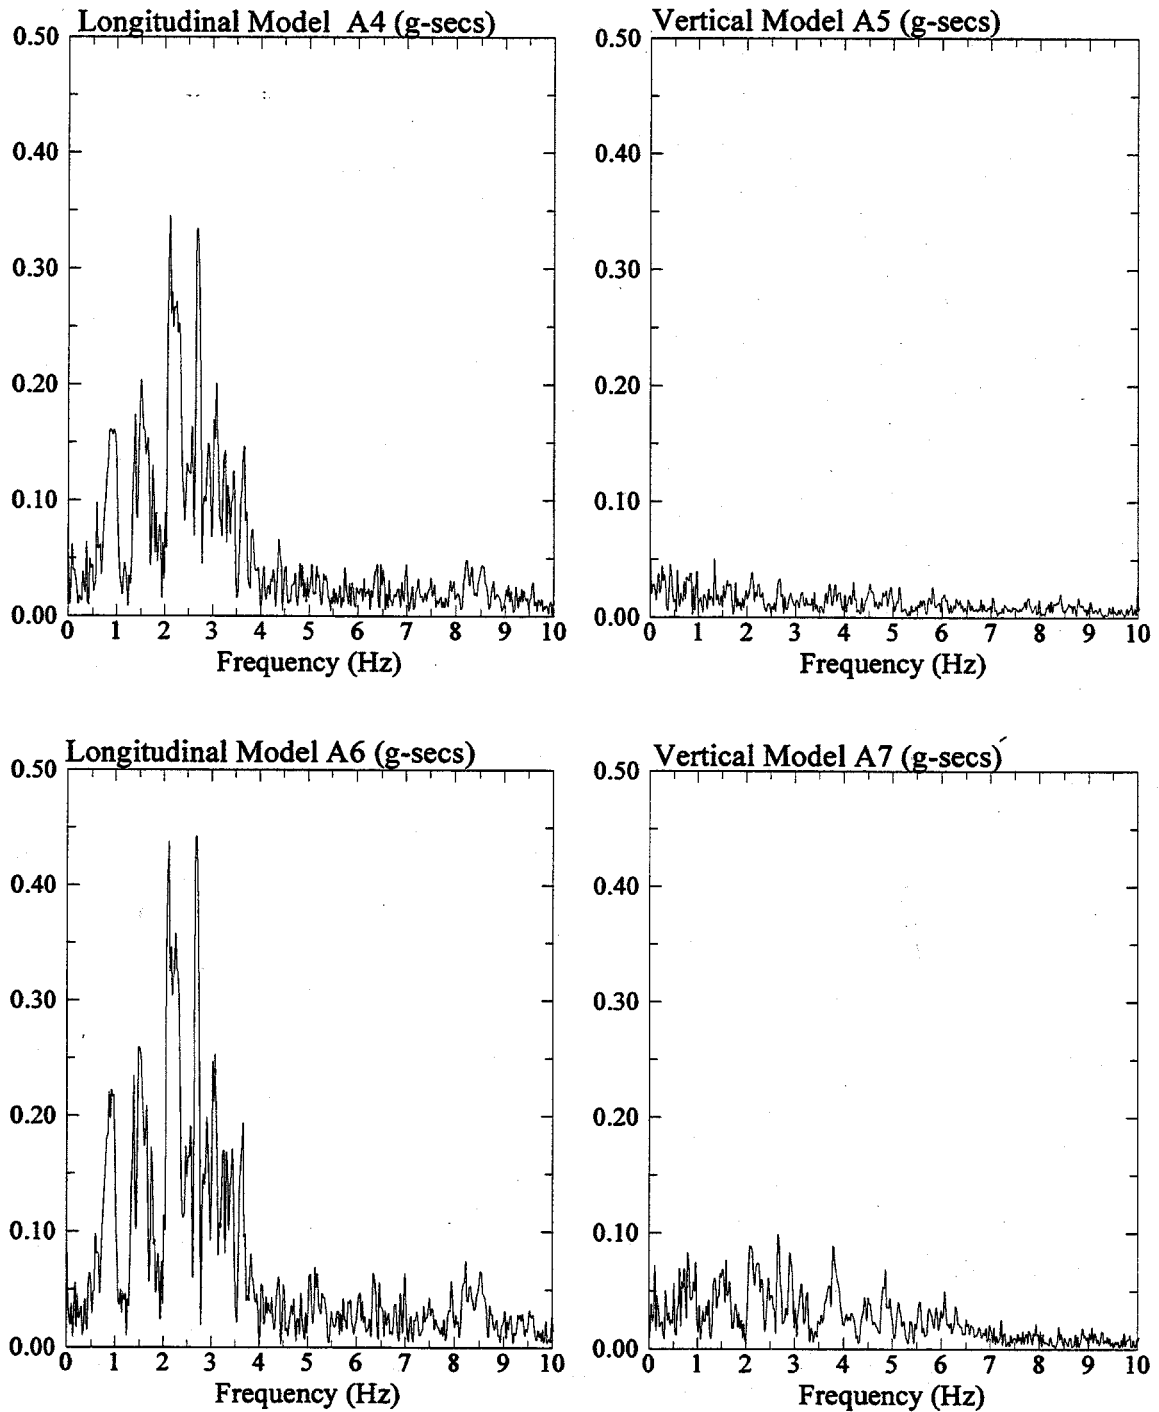 Longitudinal Model A4 (g-secs)
0.50
0.40
0.30
0.20
0.10
0.00
0 1 2 3 4 5 6 7 8 9 10
Frequency (Hz)
Vertical Model A5 (g-secs)
0.50
0.40
0.30
0.20
0.10
0.00
0 1 2 3 4 5 6 7 8 9 10
Frequency (Hz)
Longitudinal Model A6 (g-secs)
0.50
0.40
0.30
0.20
0.10
0.00
0 1 2 3 4 5 6 7 8 9 10
Frequency (Hz)
Vertical Model A7 (g-secs)
0.50
0.40
0.30
0.20
0.10
0.00
0 1 2 3 4 5 6 7 8 9 10
Frequency (Hz)